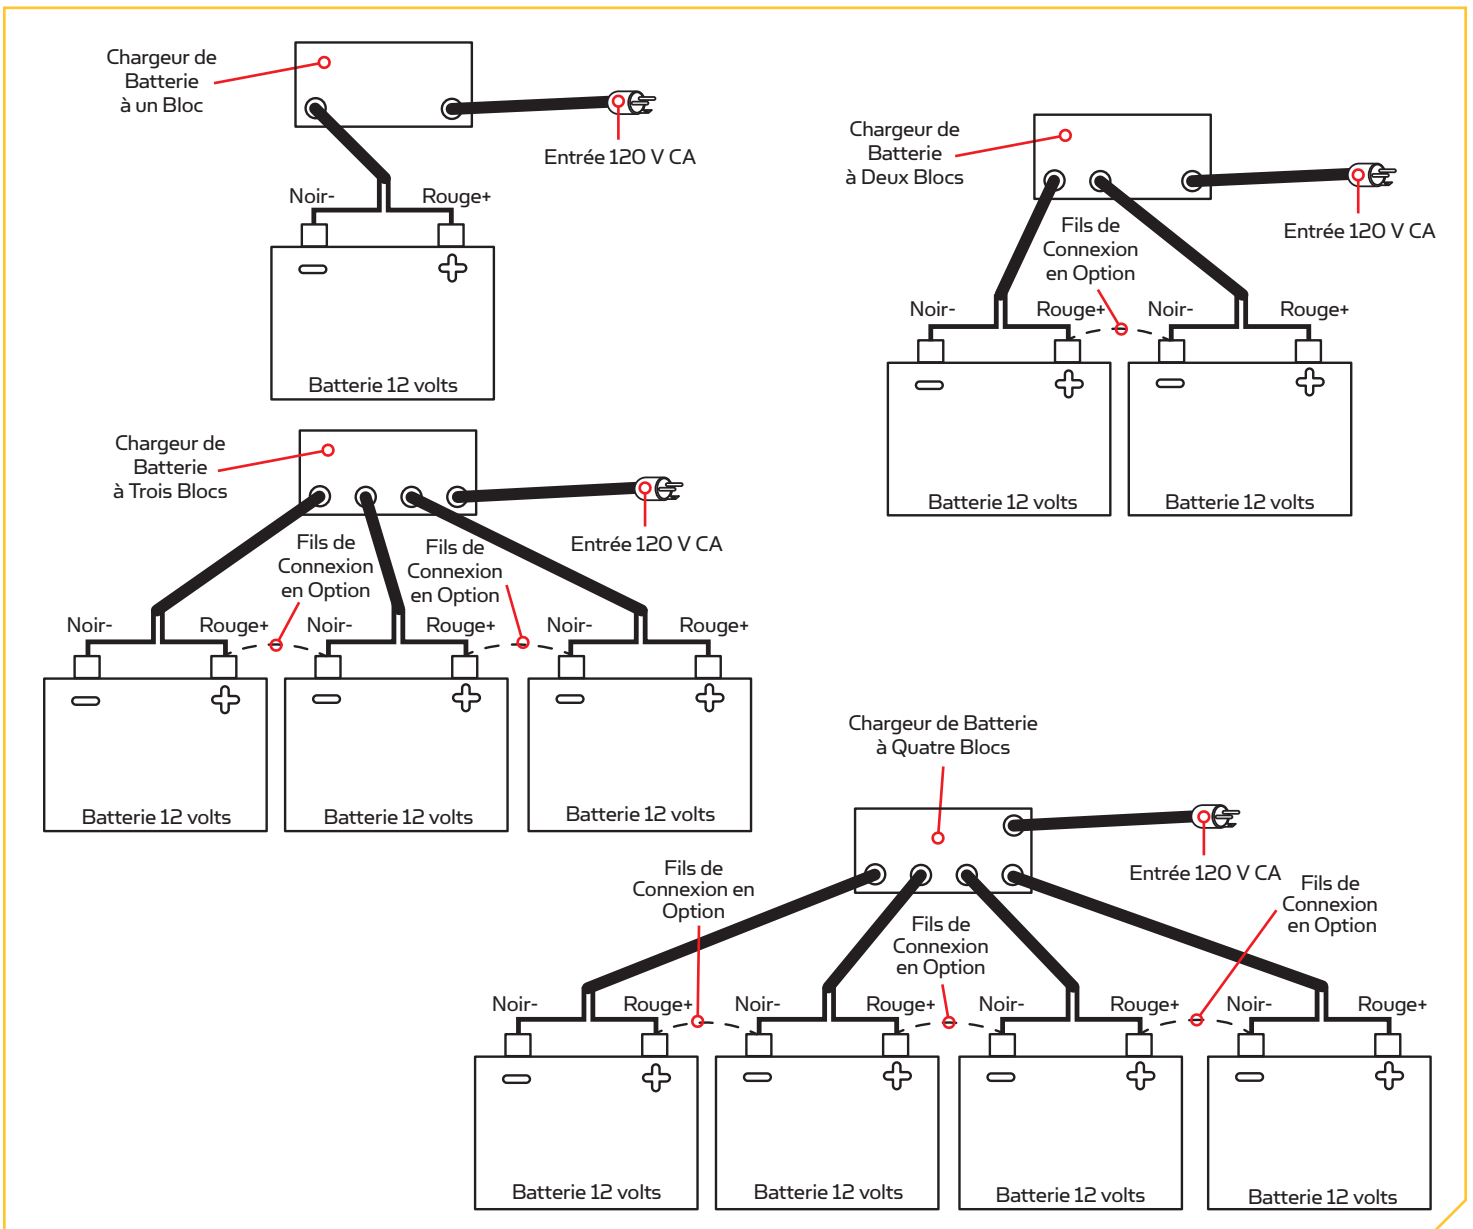 Chargeur de
Batterie
à un Bloc
Entrée 120 V CA
Noir-
Rouge+
Batterie 12 volts
Chargeur de
Batterie
à Deux Blocs
Entrée 120 V CA
Fils de
Connexion
en Option
Noir-
Rouge+
Noir-
Rouge+
Batterie 12 volts
Batterie 12 volts
Chargeur de
Batterie
à Trois Blocs
Entrée 120 V CA
Fils de
Connexion
en Option
Fils de
Connexion
en Option
Noir-
Rouge+
Noir-
Rouge+
Noir-
Rouge+
Batterie 12 volts
Batterie 12 volts
Batterie 12 volts
Chargeur de Batterie
à Quatre Blocs
Entrée 120 V CA
Fils de
Connexion en
Option
Fils de
Connexion
en Option
Fils de
Connexion
en Option
Noir-
Rouge+
Noir-
Rouge+
Noir-
Rouge+
Noir-
Rouge+
Batterie 12 volts
Batterie 12 volts
Batterie 12 volts
Batterie 12 volts